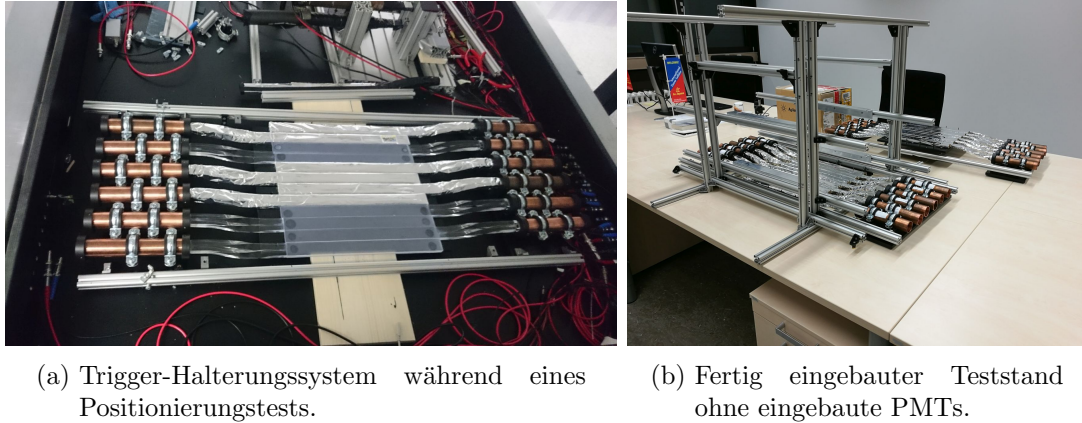 (a) Trigger-Halterungssystem während eines
Positionierungstests.
(b) Fertig eingebauter Teststand
ohne eingebaute PMTs.